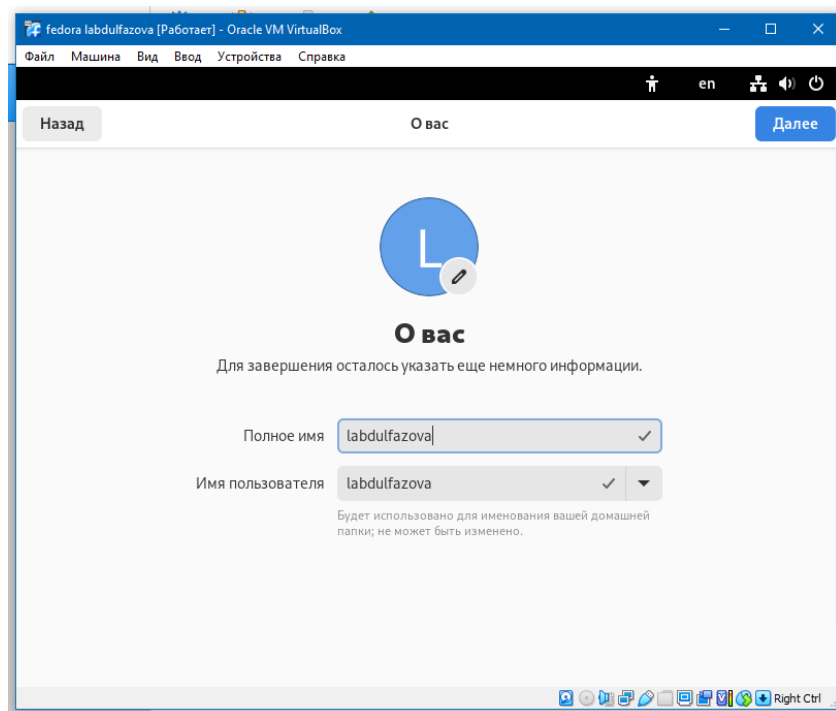 fedora labdulfazova [Работает] - Oracle VM VirtualBox
Файл Машина Вид Ввод Устройства Справка
en
Назад О вас Далее
L
О вас
Для завершения осталось указать еще немного информации.
Полное имя labdulfazova
Имя пользователя labdulfazova
Будет использовано для именования вашей домашней
папки; не может быть изменено.
Right Ctrl